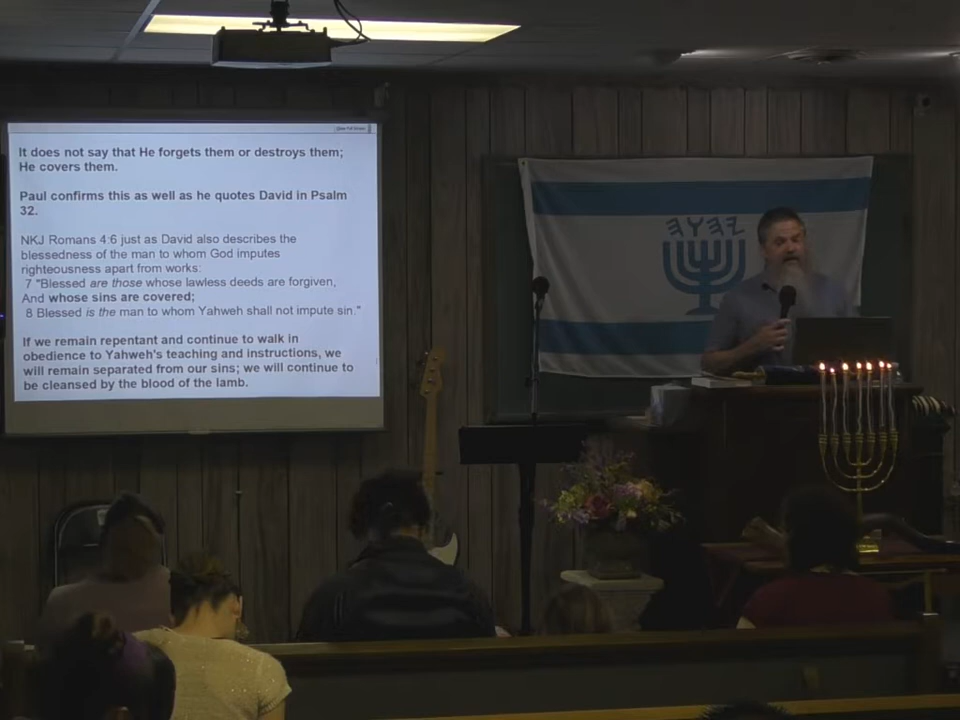 It does not say that He forgets them or destroys them;
He covers them.
Paul confirms this as well as he quotes David in Psalm
32.
NKJ Romans 4:6 just as David also describes the
blessedness of the man to whom God imputes
righteousness apart from works:
7 "Blessed are those whose lawless deeds are forgiven,
And whose sins are covered;
8 Blessed is the man to whom Yahweh shall not impute sin."
If we remain repentant and continue to walk in
obedience to Yahweh's teaching and instructions, we
will remain separated from our sins; we will continue to
be cleansed by the blood of the lamb.
𐤉𐤄𐤅𐤄